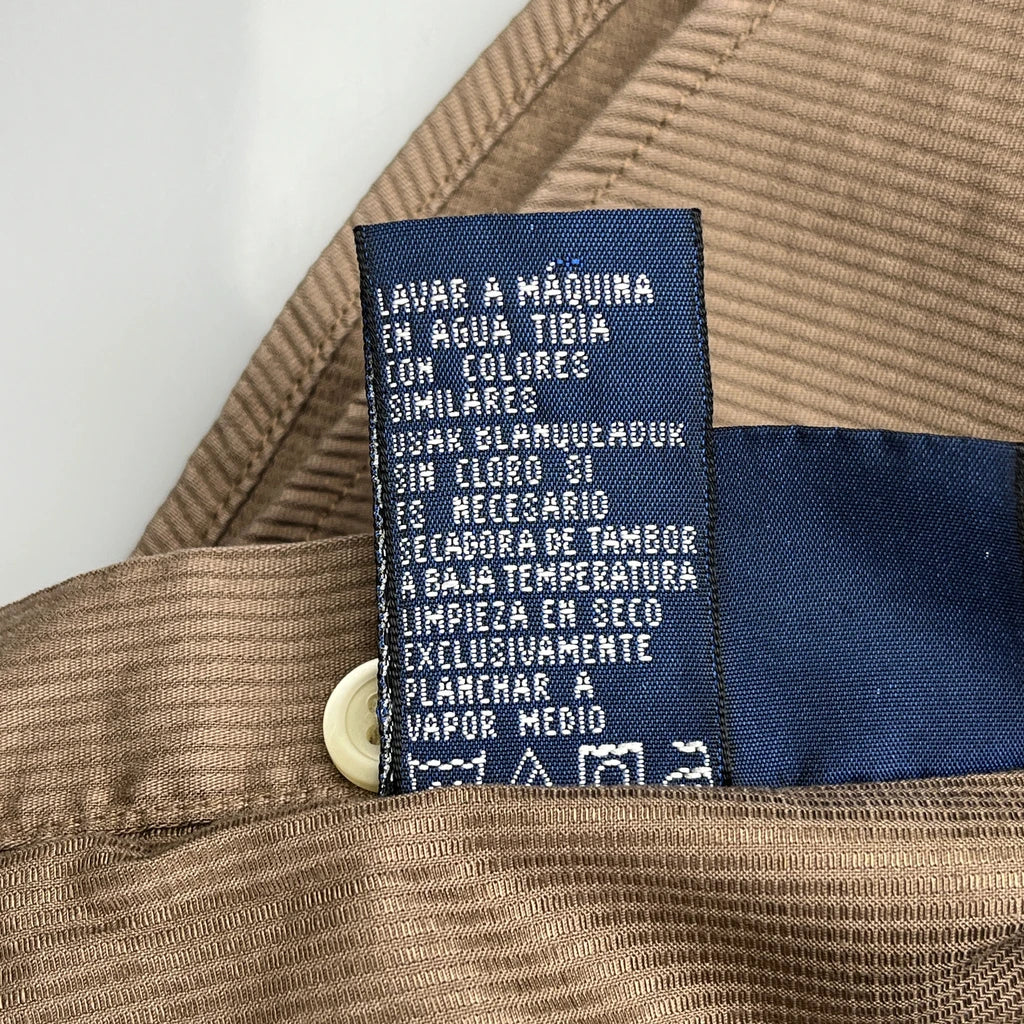 LAVAR A MÁQUINA
EN AGUA TIBIA
CON COLORES
SIMILARES
USAR BLANQUEADOR
SIN CLORO SI
ES NECESARIO
SECADORA DE TAMBOR
A BAJA TEMPERATURA
LIMPIEZA EN SECO
EXCLUSIVAMENTE
PLANCHAR A
VAPOR MEDIO